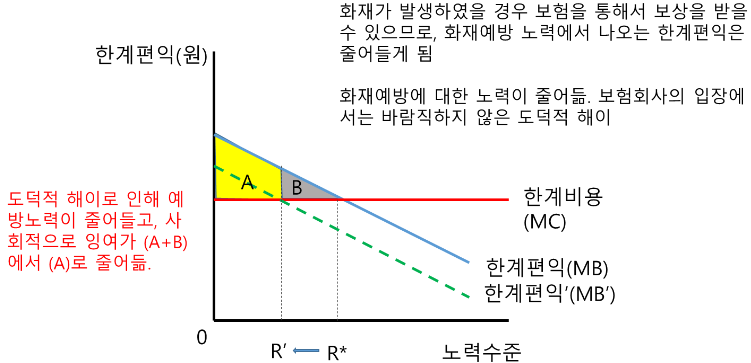 화재가 발생하였을 경우 보험을 통해서 보상을 받을
수 있으므로, 화재예방 노력에서 나오는 한계편익은
줄어들게 됨
한계편익(원)
화재예방에 대한 노력이 줄어듦. 보험회사의 입장에
서는 바람직하지 않은 도덕적 해이
A
B
도덕적 해이로 인해 예
방노력이 줄어들고, 사
회적으로 잉여가 (A+B)
에서 (A)로 줄어듦.
한계비용
(MC)
한계편익(MB)
한계편익’(MB’)
0
R’
R*
노력수준